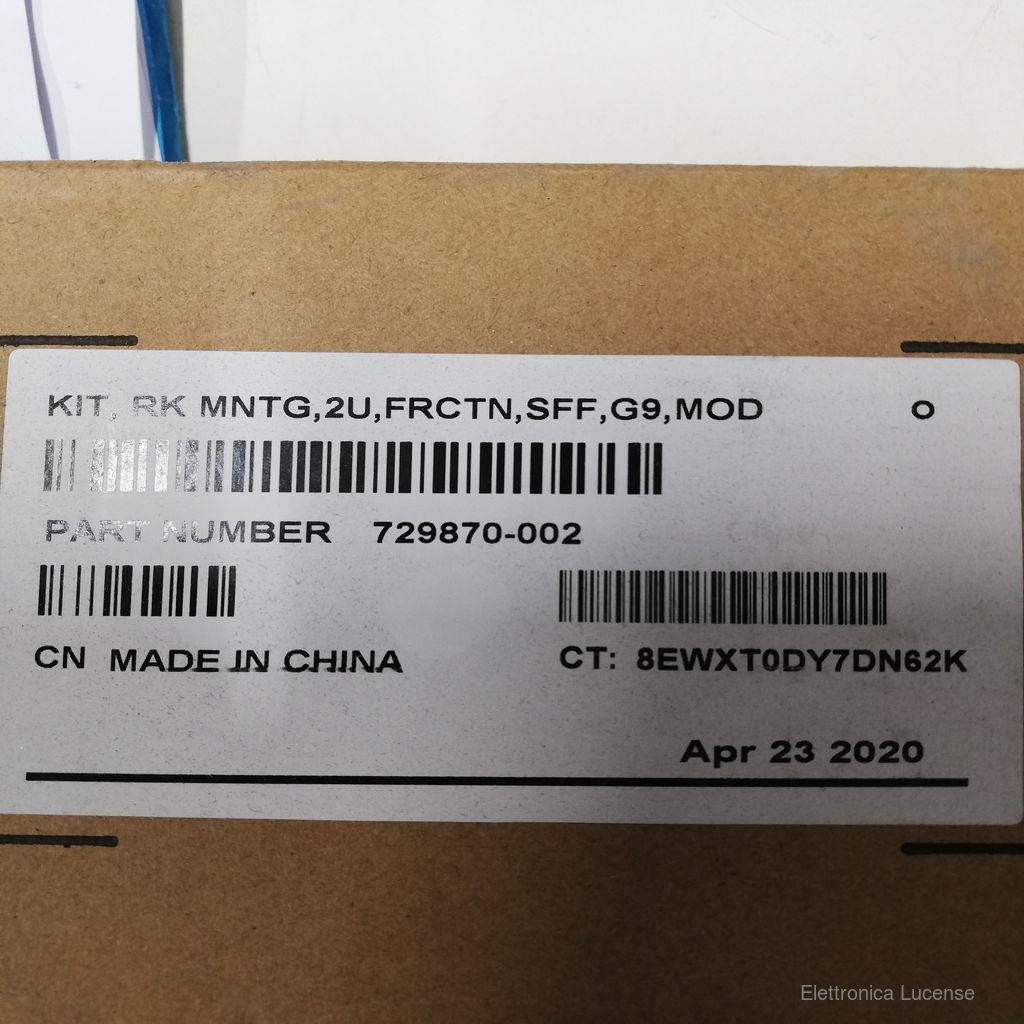 KIT, RK MNTG,2U,FRCTN,SFF,G9,MOD O
PART NUMBER 729870-002
CN MADE IN CHINA CT: 8EWXT0DY7DN62K
Apr 23 2020
Elettronica Lucense